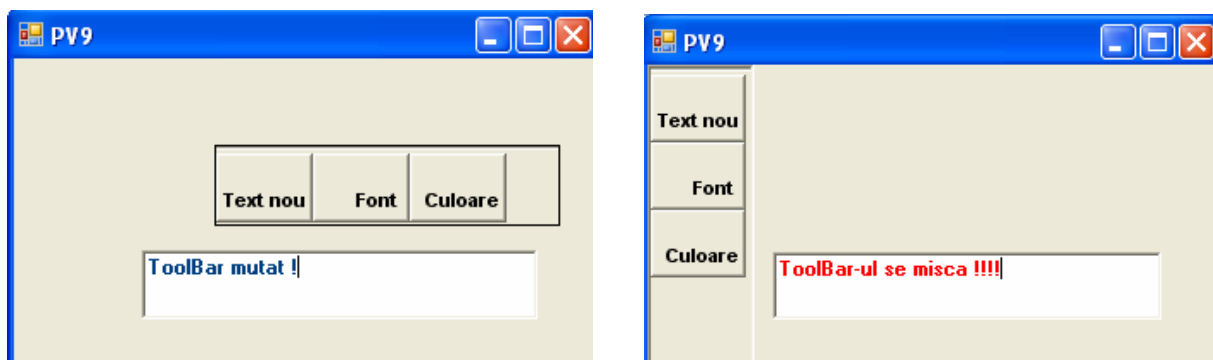 PV9
Text nou Font Culoare
ToolBar mutat !
PV9
Text nou
Font
Culoare
ToolBar-ul se misca !!!!